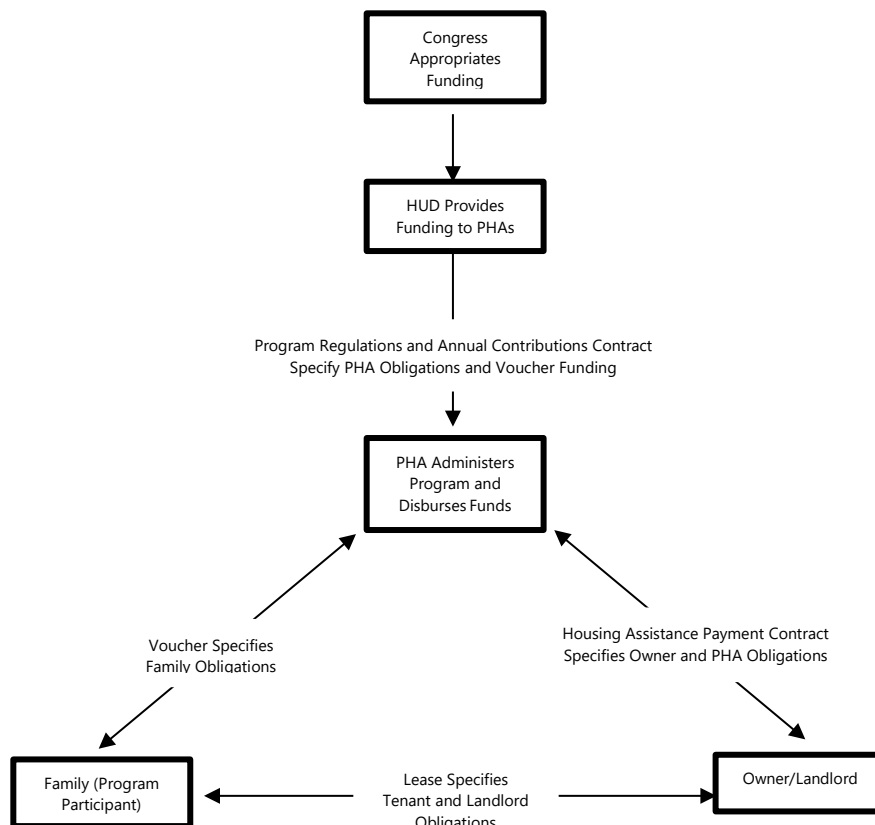 Congress
Appropriates
Funding
HUD Provides
Funding to PHAs
Program Regulations and Annual Contributions Contract
Specify PHA Obligations and Voucher Funding
PHA Administers
Program and
Disburses Funds
Voucher Specifies
Family Obligations
Housing Assistance Payment Contract
Specifies Owner and PHA Obligations
Family (Program
Participant)
Lease Specifies
Tenant and Landlord
Obligations
Owner/Landlord